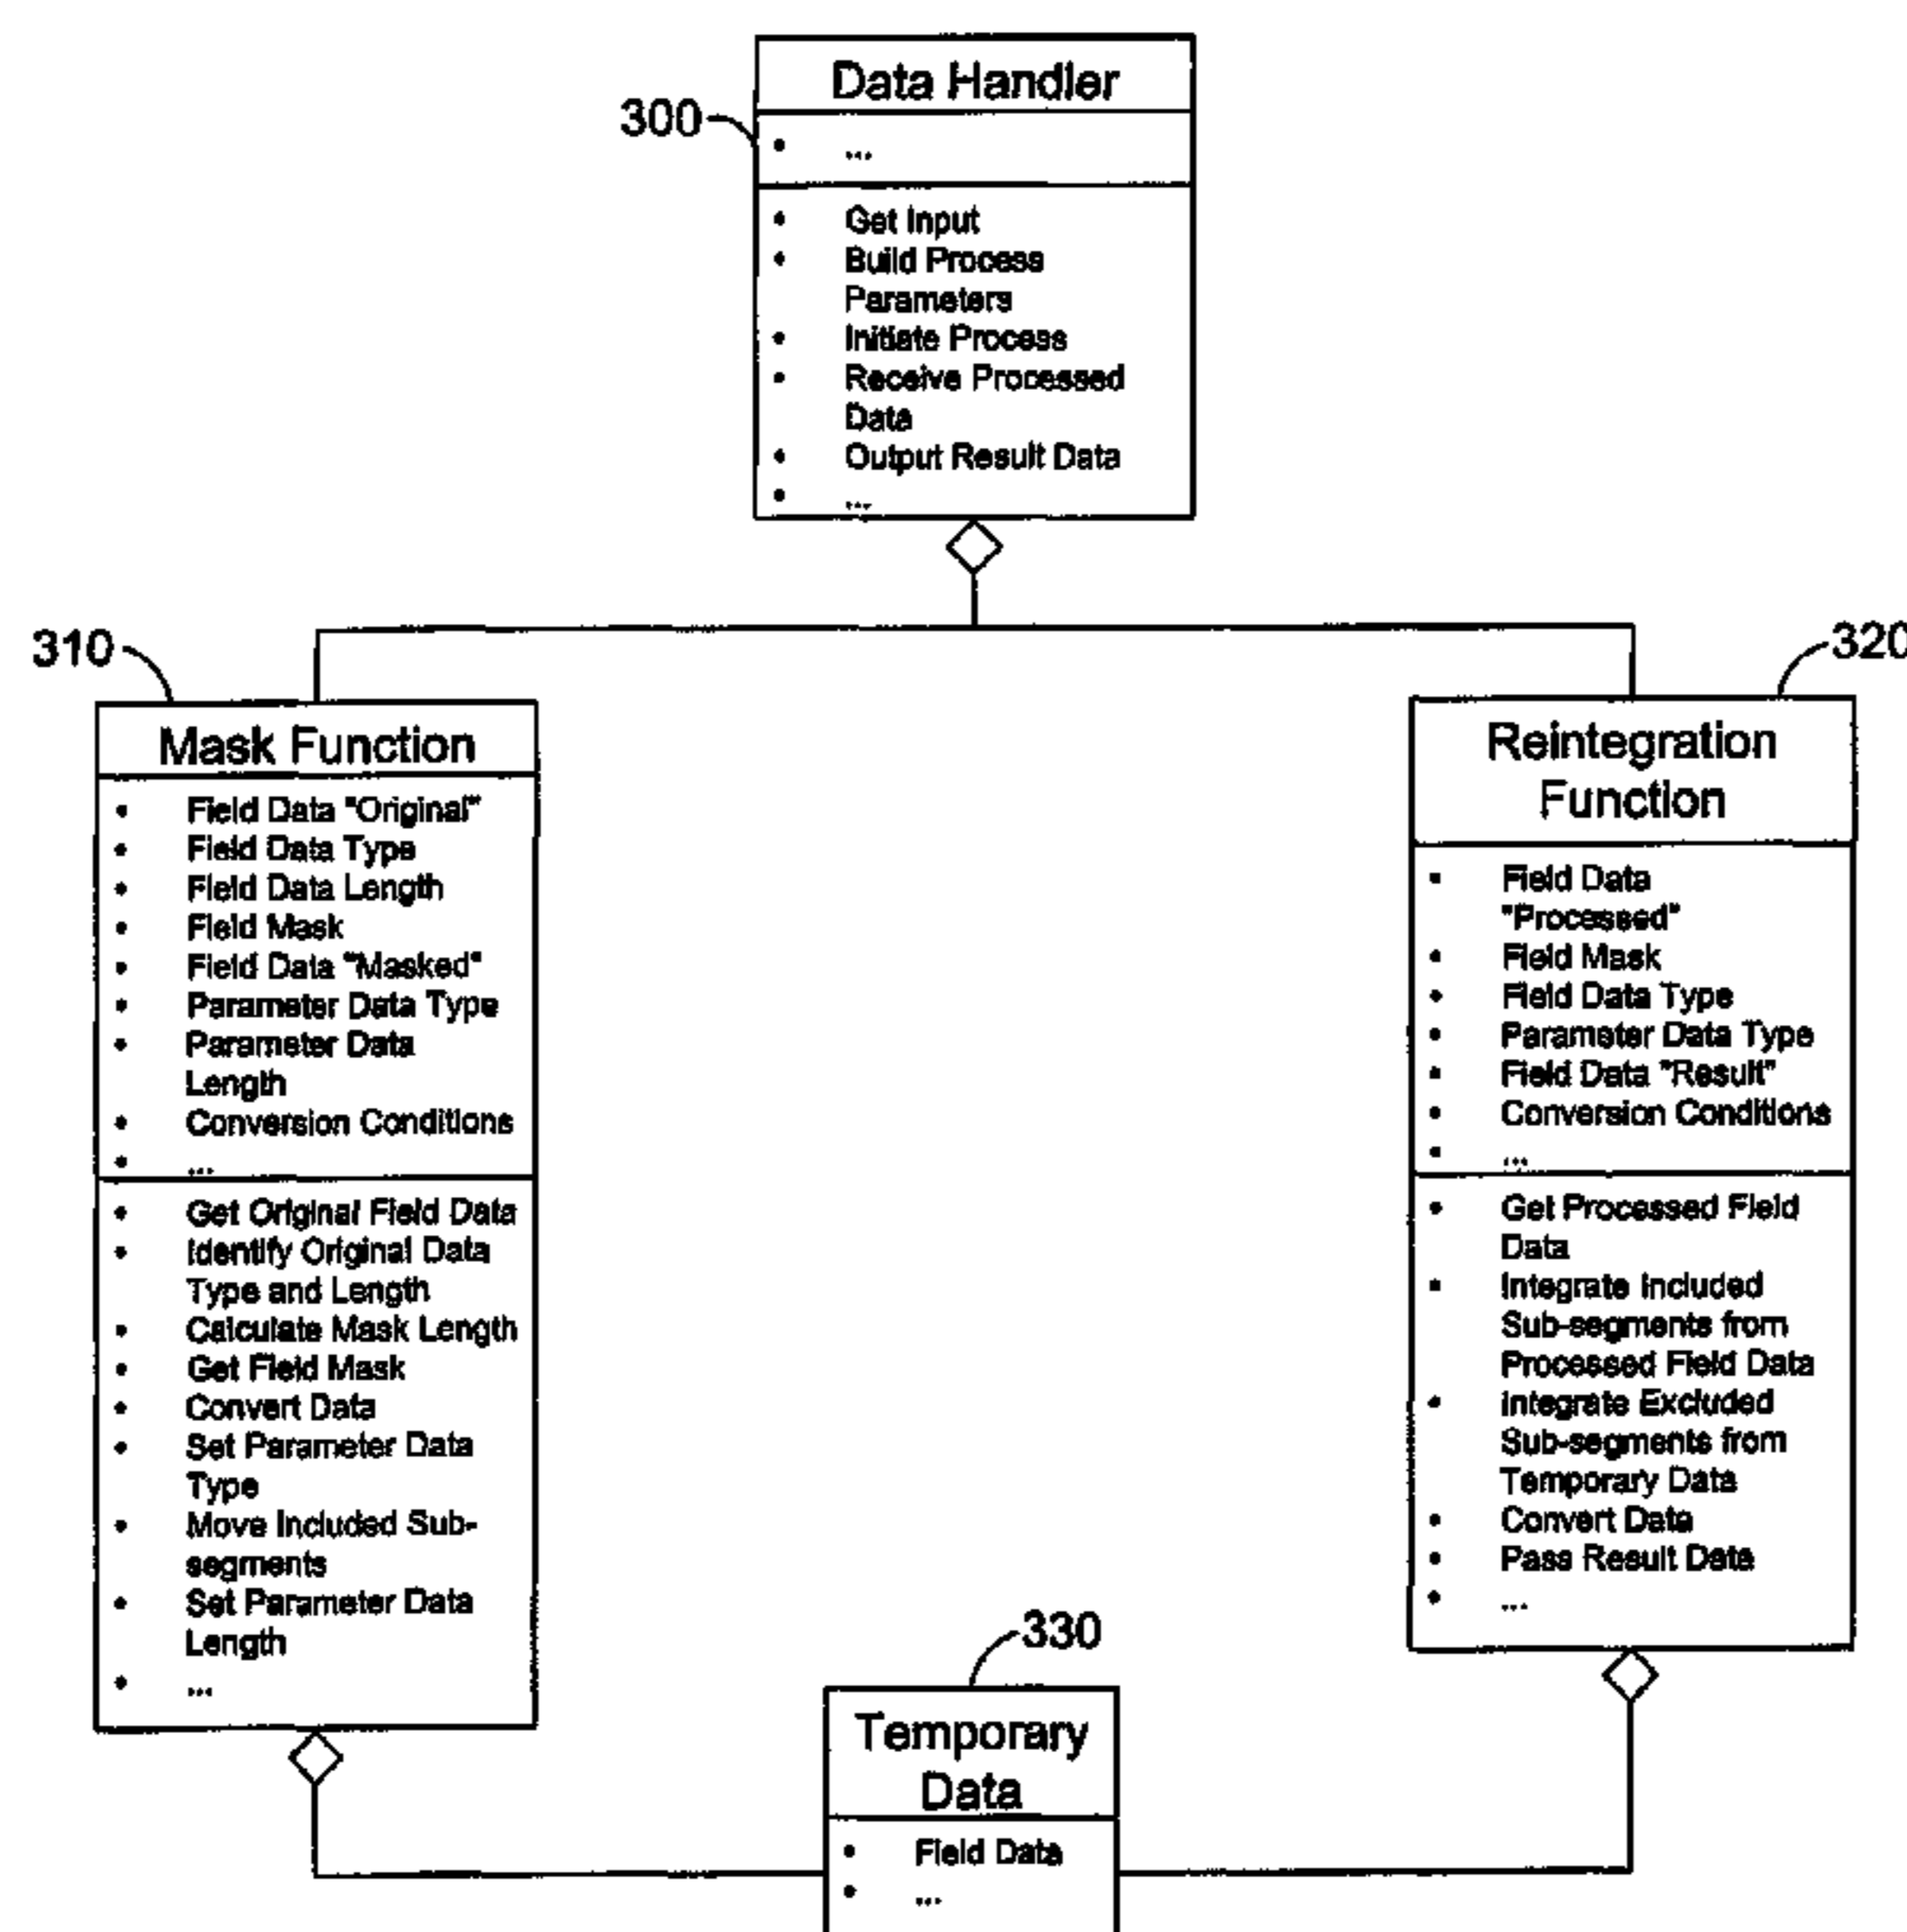 Data Handler
300
• ...
• Get Input
• Build Process
Parameters
• Initiate Process
• Receive Processed
Data
• Output Result Data
• ...
310
Mask Function
• Field Data "Original"
• Field Data Type
• Field Data Length
• Field Mask
• Field Data "Masked"
• Parameter Data Type
• Parameter Data
Length
• Conversion Conditions
• ...
• Get Original Field Data
• Identify Original Data
Type and Length
• Calculate Mask Length
• Get Field Mask
• Convert Data
• Set Parameter Data
Type
• Move Included Sub-
segments
• Set Parameter Data
Length
• ...
320
Reintegration
Function
• Field Data
"Processed"
• Field Mask
• Field Data Type
• Parameter Data Type
• Field Data "Result"
• Conversion Conditions
• ...
• Get Processed Field
Data
• Integrate Included
Sub-segments from
Processed Field Data
• Integrate Excluded
Sub-segments from
Temporary Data
• Convert Data
• Pass Result Data
• ...
330
Temporary
Data
• Field Data
• ...